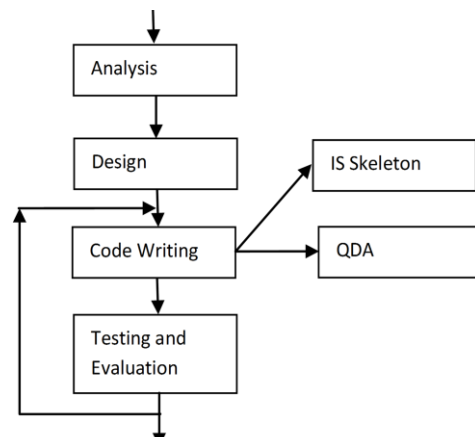 Analysis
Design
IS Skeleton
Code Writing
QDA
Testing and
Evaluation